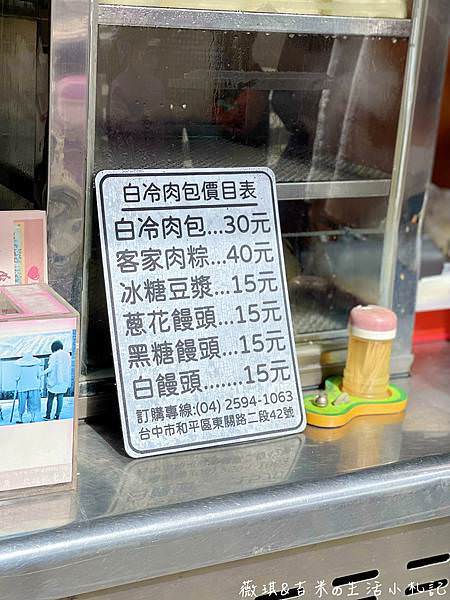 白冷肉包價目表
白冷肉包...30元
客家肉粽...40元
冰糖豆漿...15元
蔥花饅頭...15元
黑糖饅頭...15元
白饅頭.......15元
訂購專線:(04) 2594-1063
台中市和平區東關路二段42號
薇琪&吉米の生活小札記